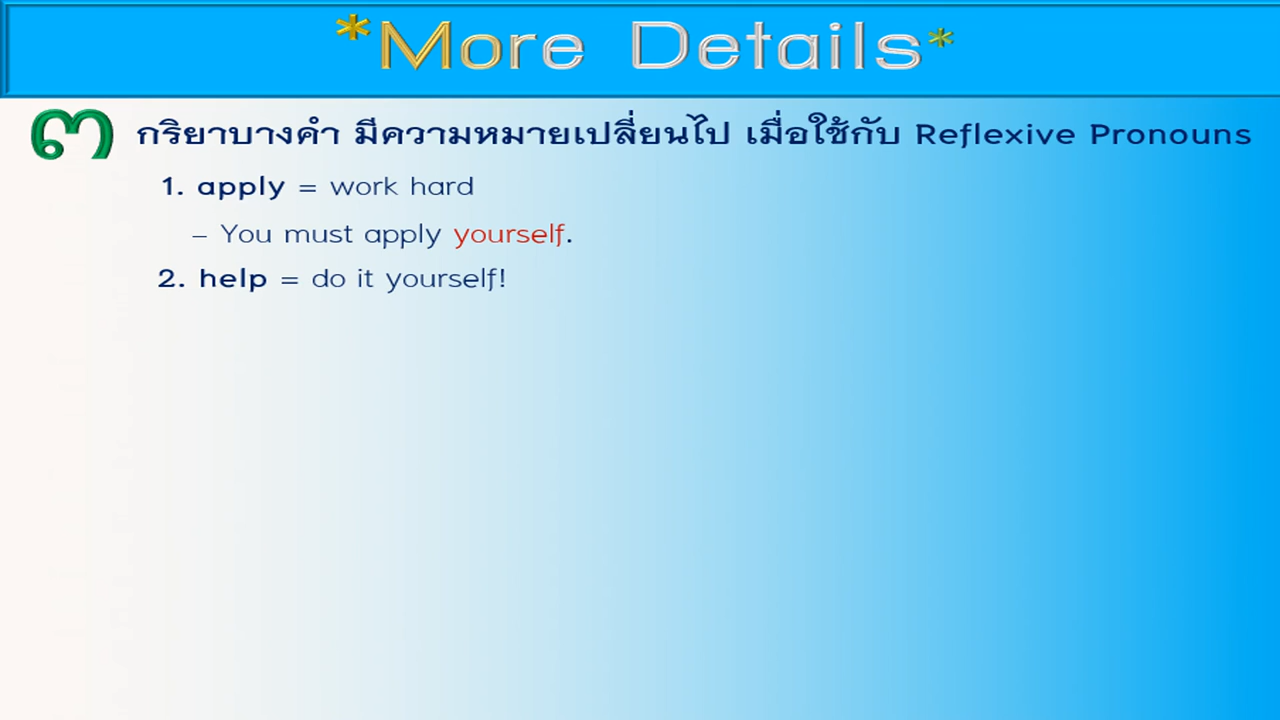 *More Details*
๓ กริยาบางคำ มีความหมายเปลี่ยนไป เมื่อใช้กับ Reflexive Pronouns
1. apply = work hard
– You must apply yourself.
2. help = do it yourself!